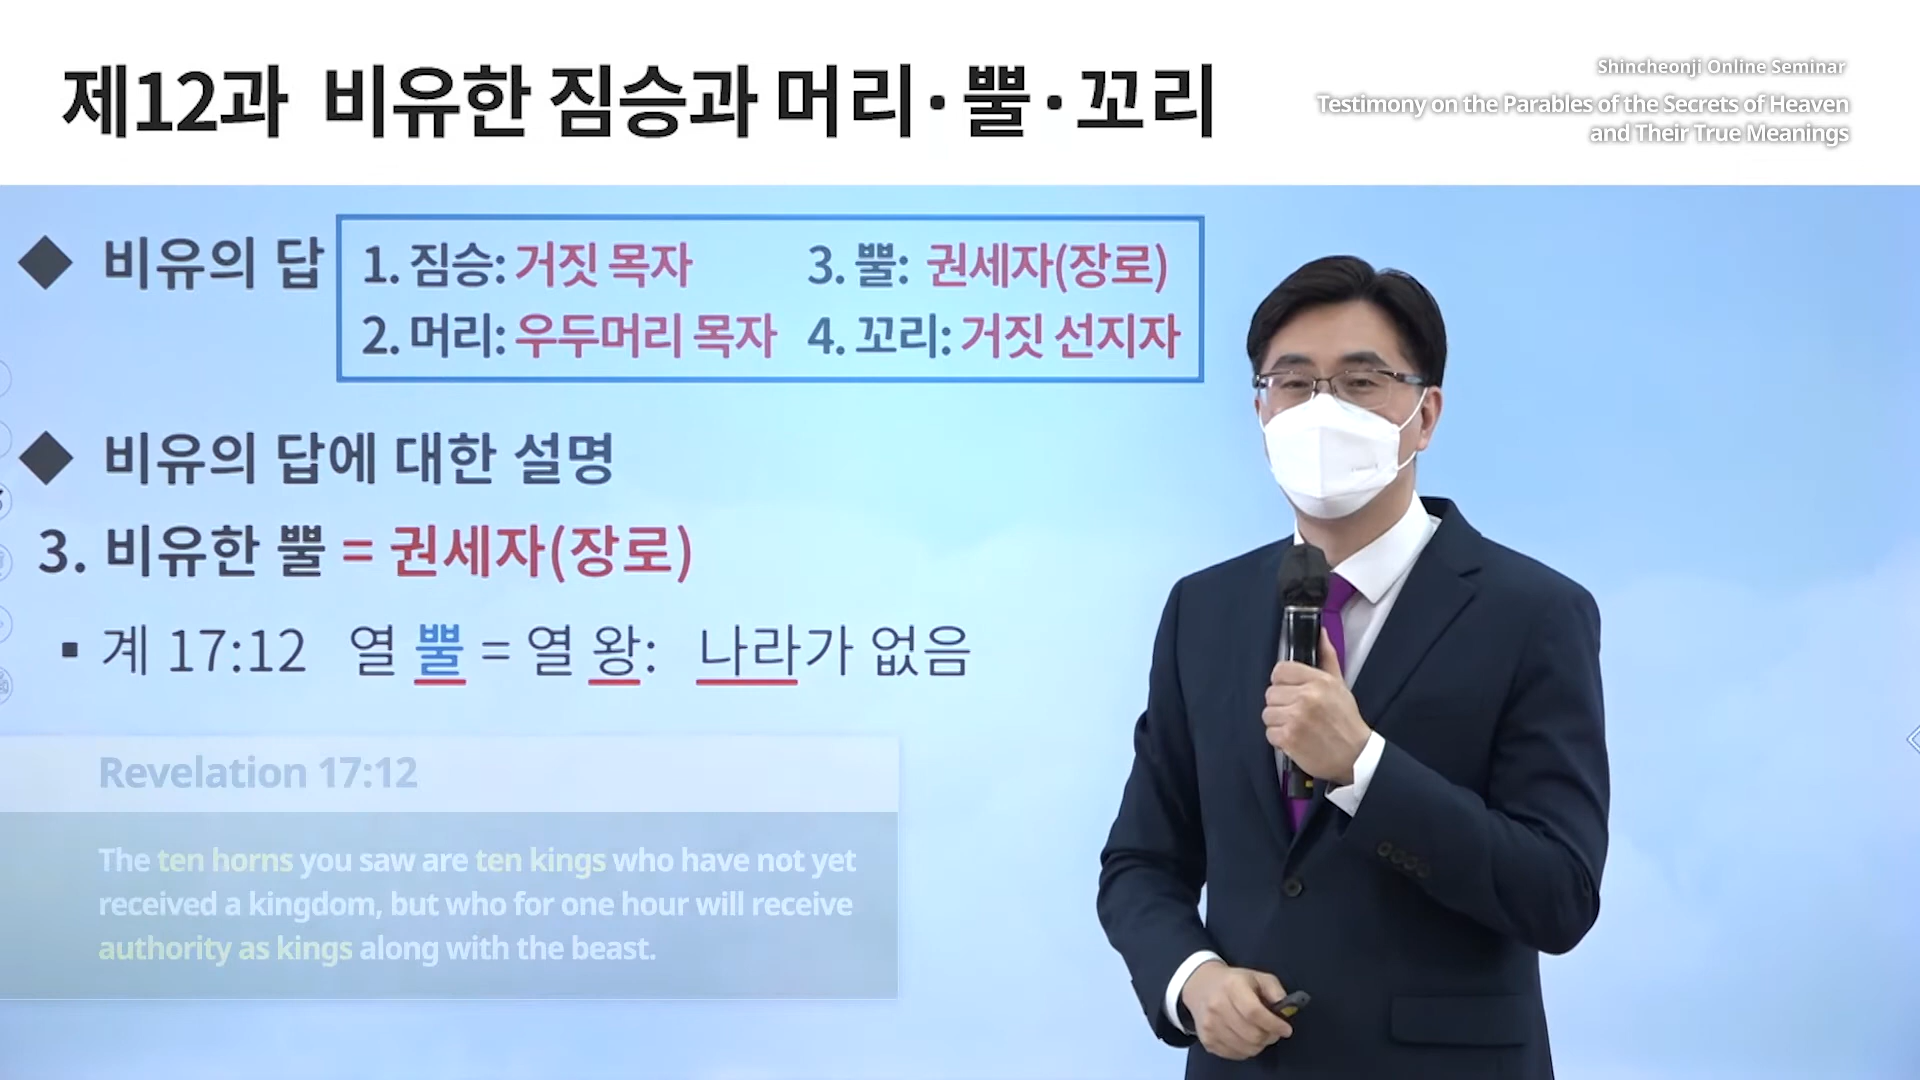 제12과 비유한 짐승과 머리·뿔·꼬리
Shincheonji Online Seminar
Testimony on the Parables of the Secrets of Heaven
and Their True Meanings
◆ 비유의 답
1. 짐승: 거짓 목자 3. 뿔: 권세자(장로)
2. 머리: 우두머리 목자 4. 꼬리: 거짓 선지자
◆ 비유의 답에 대한 설명
3. 비유한 뿔 = 권세자(장로)
▪ 계 17:12 열 뿔 = 열 왕: 나라가 없음
Revelation 17:12
The ten horns you saw are ten kings who have not yet
received a kingdom, but who for one hour will receive
authority as kings along with the beast.